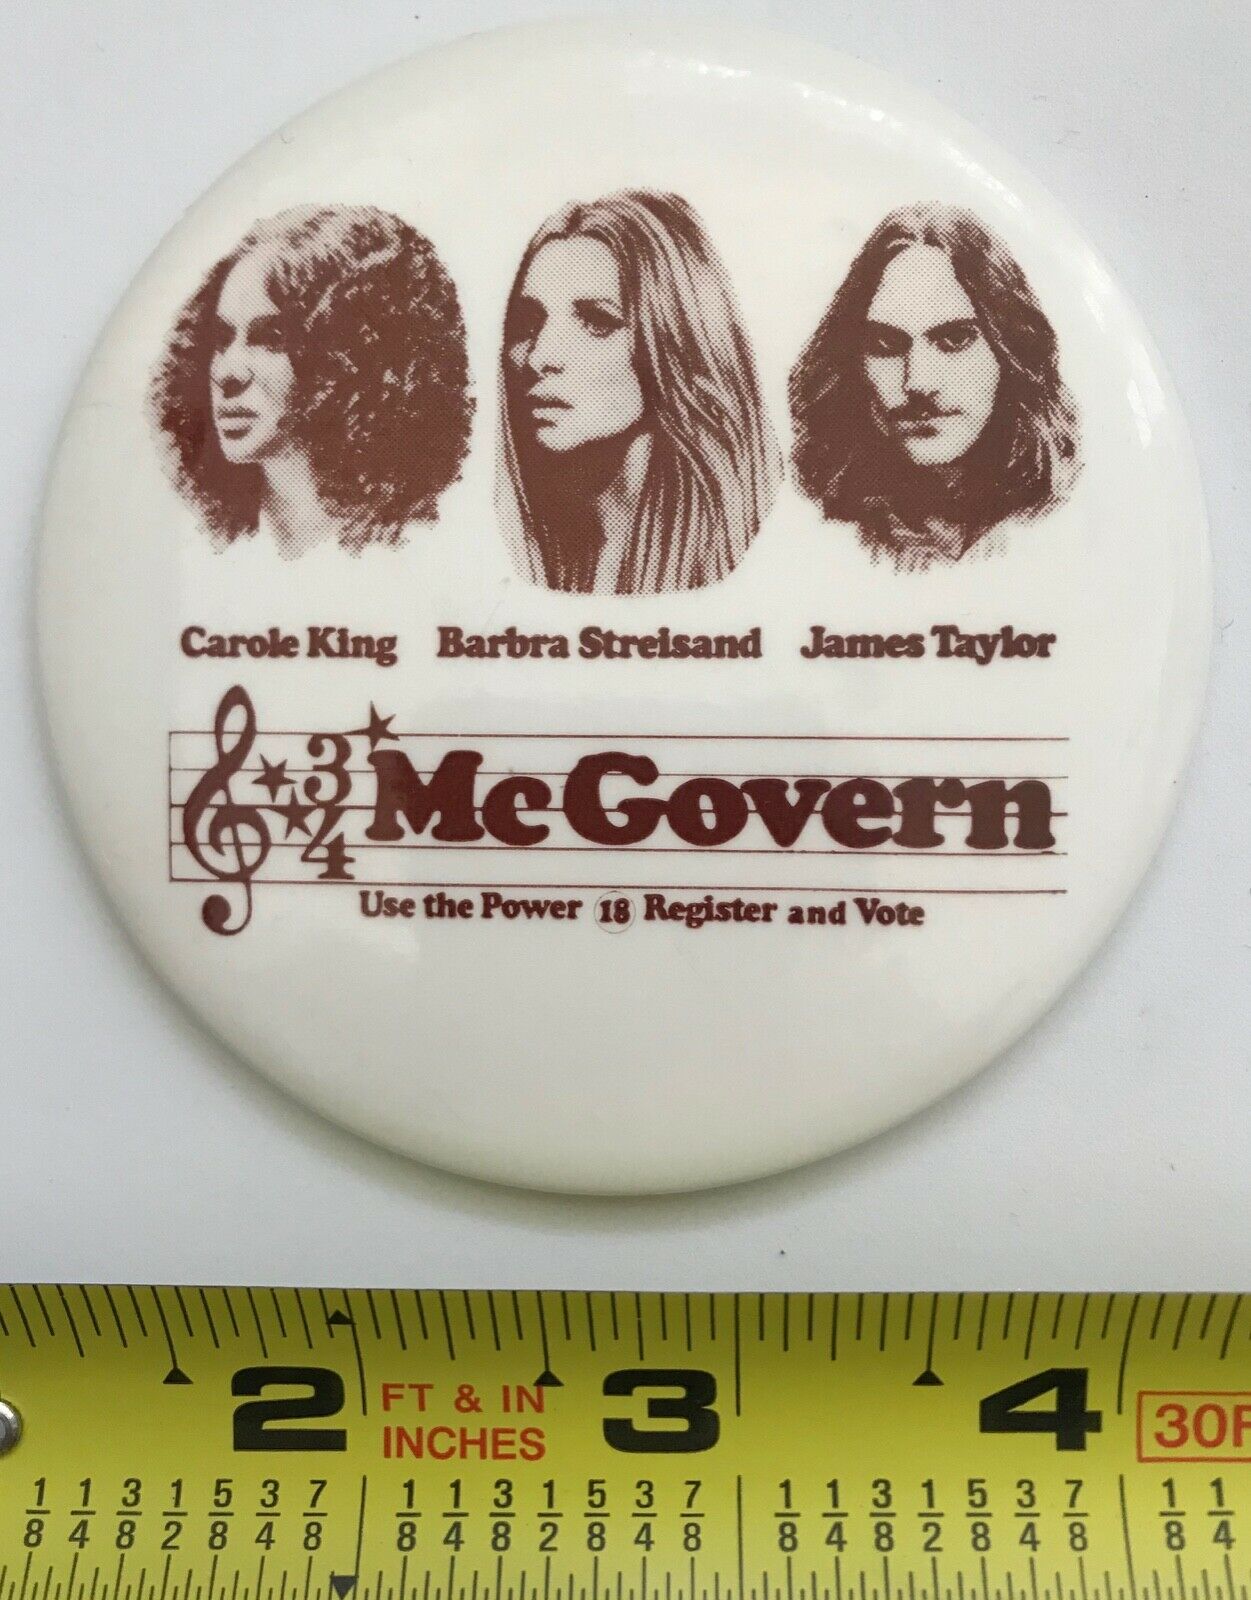 Carole King Barbra Streisand James Taylor
3
4
McGovern
Use the Power 18 Register and Vote
2 FT & IN 3 4 30F
INCHES
1/8 1/4 3/8 1/2 5/8 3/4 7/8 1/8 1/4 3/8 1/2 5/8 3/4 7/8 1/8 1/4 3/8 1/2 5/8 3/4 7/8 1/8 1/4